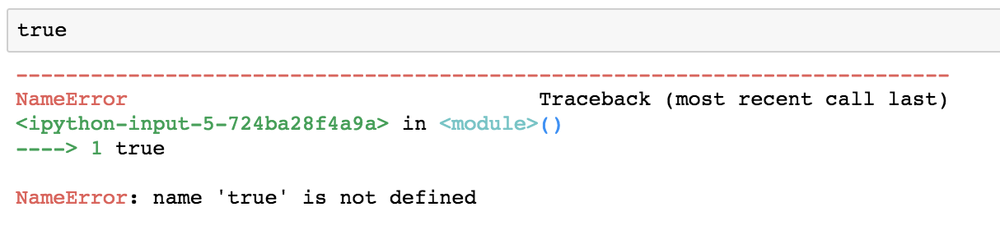 true
---------------------------------------------------------------------------
NameError                                 Traceback (most recent call last)
<ipython-input-5-724ba28f4a9a> in <module>()
----> 1 true
NameError: name 'true' is not defined